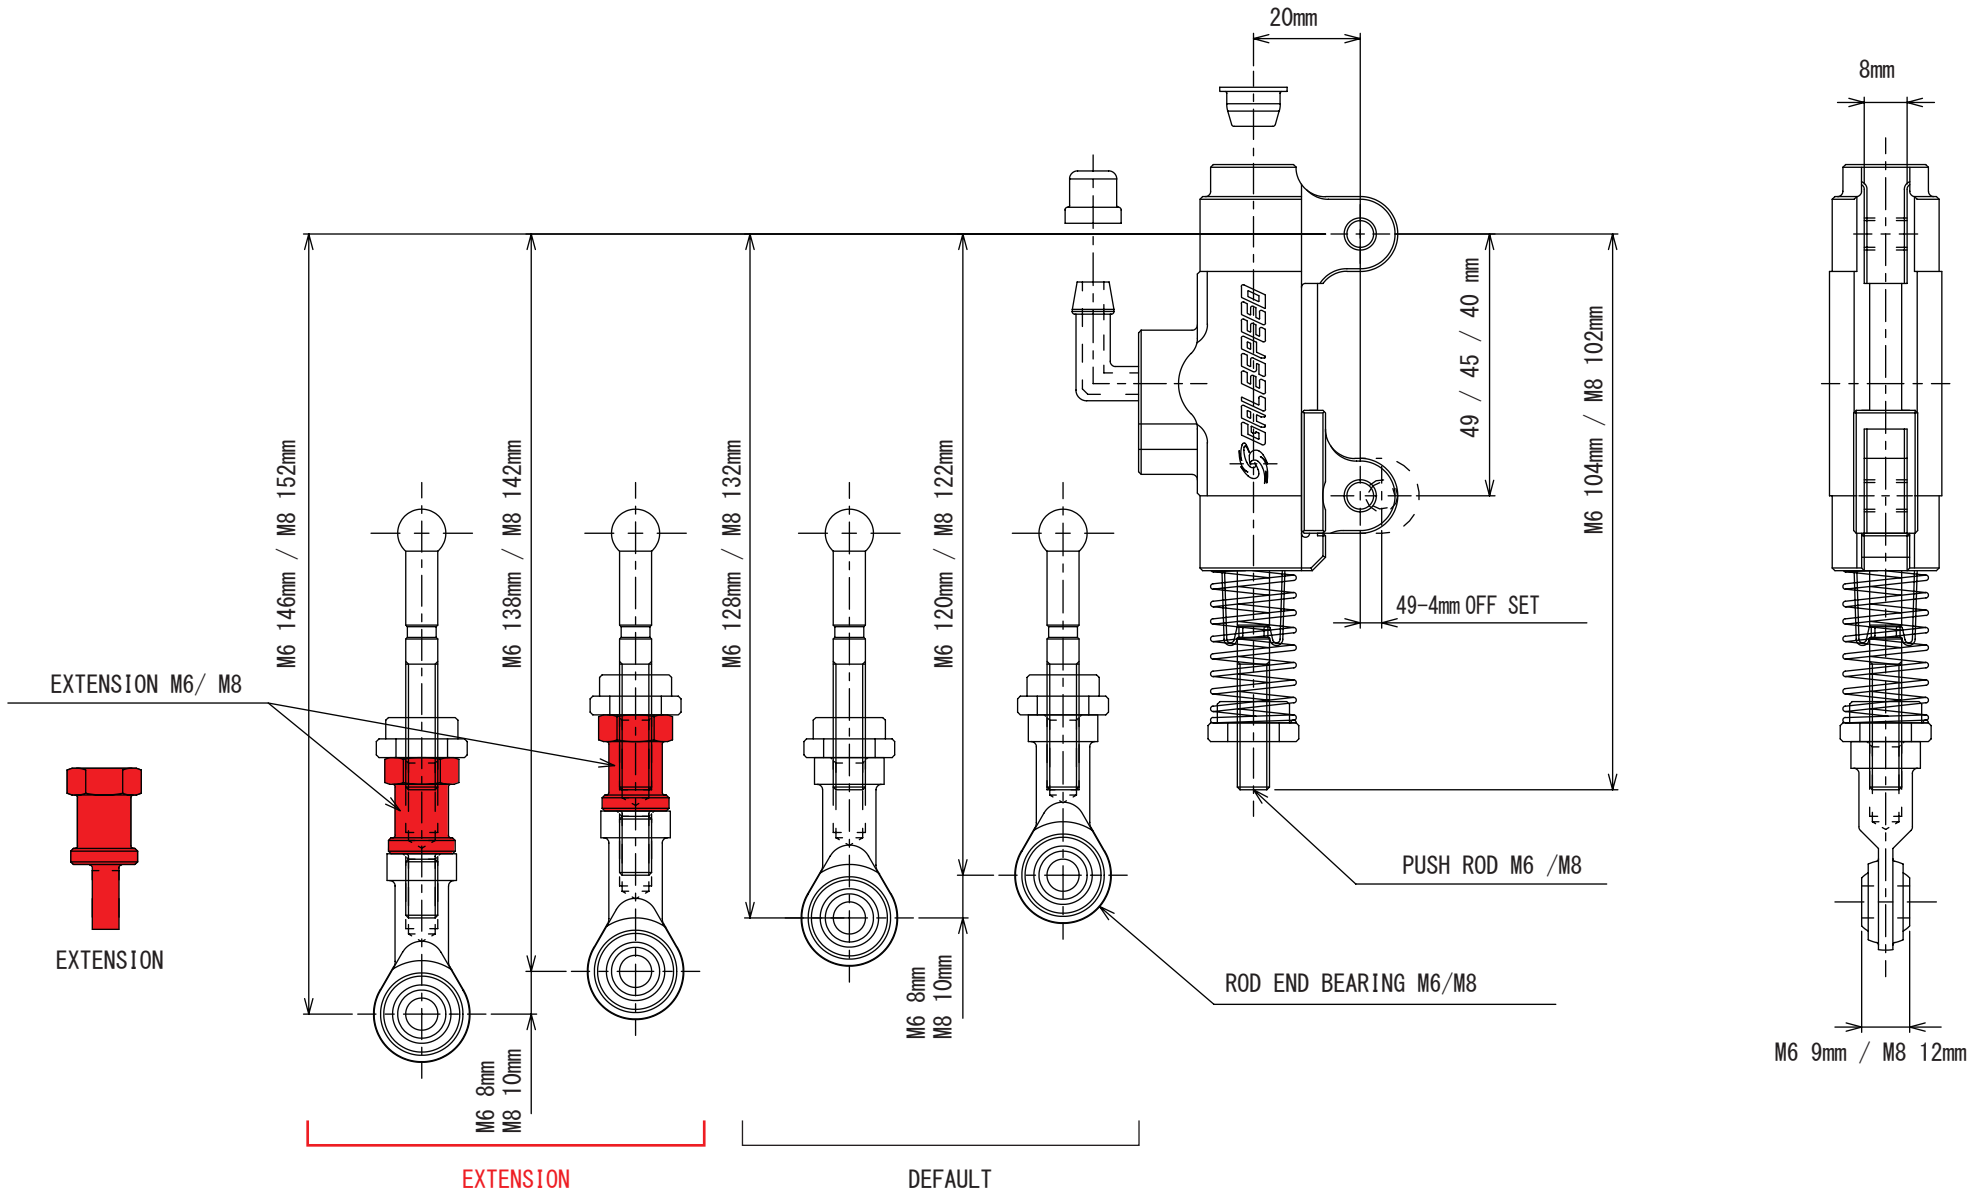 20mm
8mm
GALESPEED
49 / 45 / 40 mm
M6 104mm / M8 102mm
M6 146mm / M8 152mm
M6 138mm / M8 142mm
M6 128mm / M8 132mm
M6 120mm / M8 122mm
49-4mm OFF SET
EXTENSION M6/ M8
PUSH ROD M6 /M8
EXTENSION
ROD END BEARING M6/M8
M6 8mm
M8 10mm
M6 8mm
M8 10mm
M6 9mm / M8 12mm
EXTENSION
DEFAULT